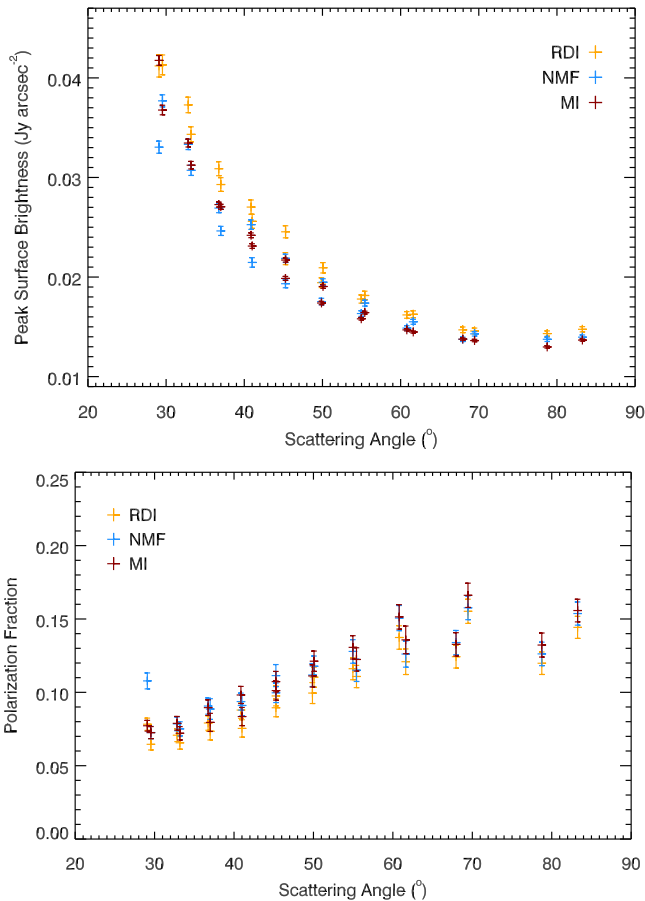 0.04
0.03
0.02
0.01
Peak Surface Brightness (Jy arcsec⁻²)
RDI
NMF
MI
20 30 40 50 60 70 80 90
Scattering Angle (°)
0.25
0.20
0.15
0.10
0.05
0.00
Polarization Fraction
RDI
NMF
MI
20 30 40 50 60 70 80 90
Scattering Angle (°)